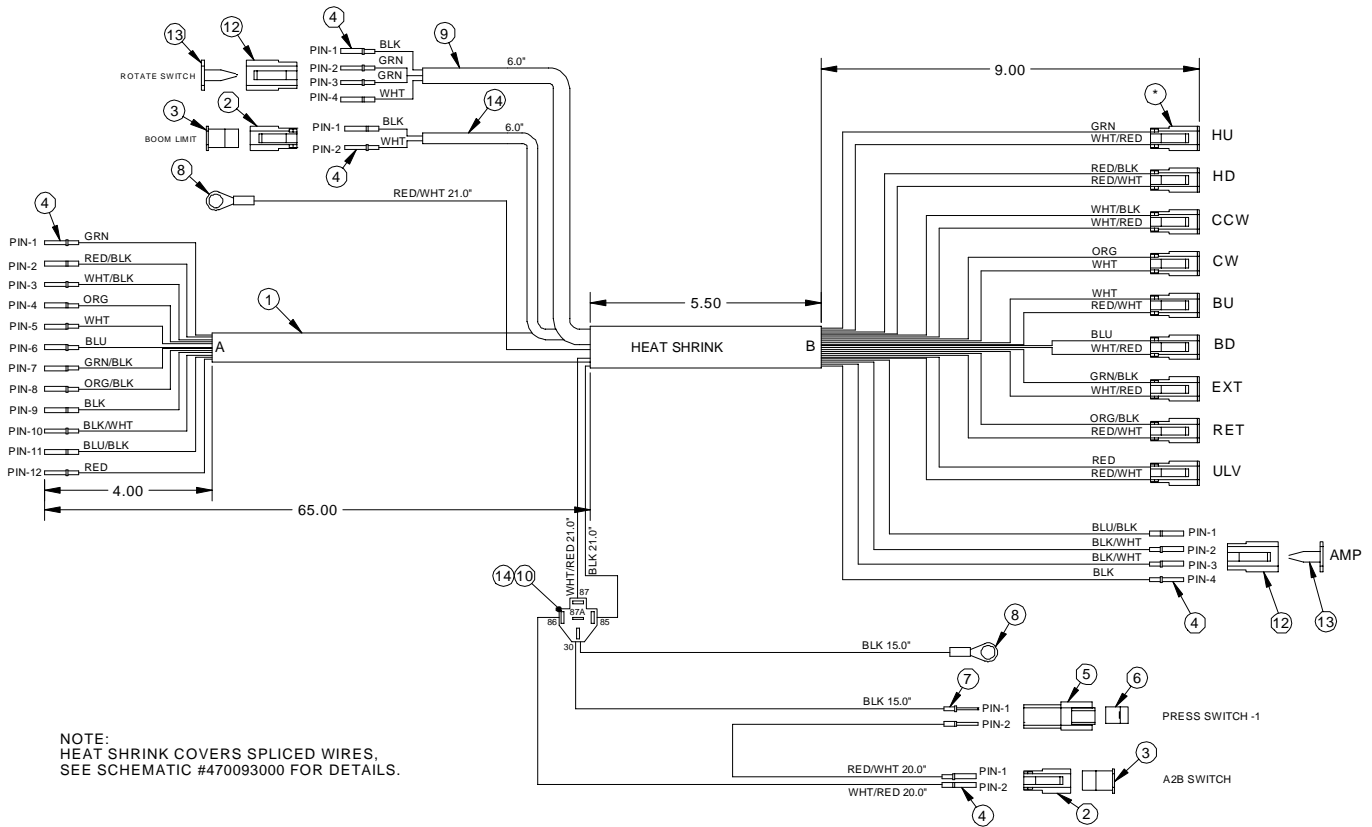 13
12
4
9
PIN-1 BLK
PIN-2 GRN
PIN-3 GRN
PIN-4 WHT
6.0"
ROTATE SWITCH
3
2
14
PIN-1 BLK
PIN-2 WHT
6.0"
BOOM LIMIT
4
8
RED/WHT 21.0"
4
PIN-1 GRN
PIN-2 RED/BLK
PIN-3 WHT/BLK
PIN-4 ORG
PIN-5 WHT
PIN-6 BLU
PIN-7 GRN/BLK
PIN-8 ORG/BLK
PIN-9 BLK
PIN-10 BLK/WHT
PIN-11 BLU/BLK
PIN-12 RED
1
A
4.00
65.00
5.50
HEAT SHRINK
B
9.00
*
GRN
WHT/RED
HU
RED/BLK
RED/WHT
HD
WHT/BLK
WHT/RED
CCW
ORG
WHT
CW
WHT
RED/WHT
BU
BLU
WHT/RED
BD
GRN/BLK
WHT/RED
EXT
ORG/BLK
RED/WHT
RET
RED
RED/WHT
ULV
BLU/BLK PIN-1
BLK/WHT PIN-2
BLK/WHT PIN-3
BLK PIN-4
AMP
4
12
13
WHT/RED 21.0"
BLK 21.0"
14
10
87
87A
86
85
30
BLK 15.0"
8
BLK 15.0"
7
PIN-1
PIN-2
5
6
PRESS SWITCH -1
RED/WHT 20.0" PIN-1
WHT/RED 20.0" PIN-2
4
2
3
A2B SWITCH
NOTE:
HEAT SHRINK COVERS SPLICED WIRES,
SEE SCHEMATIC #470093000 FOR DETAILS.